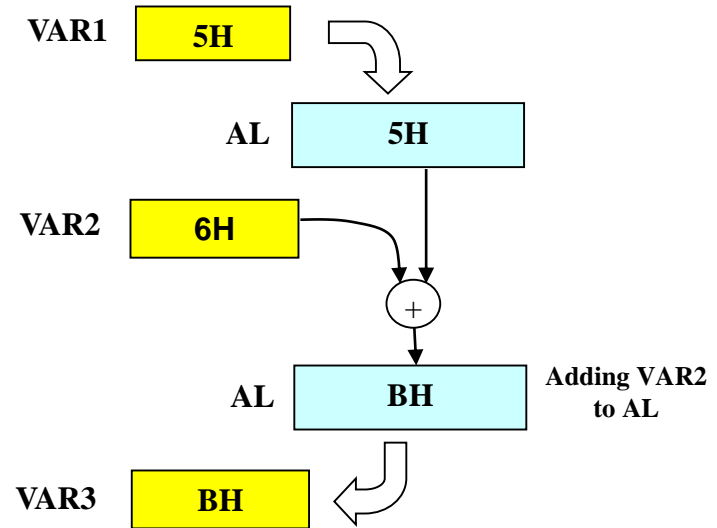 VAR1 5H
AL 5H
VAR2 6H
+
AL BH
Adding VAR2
to AL
VAR3 BH